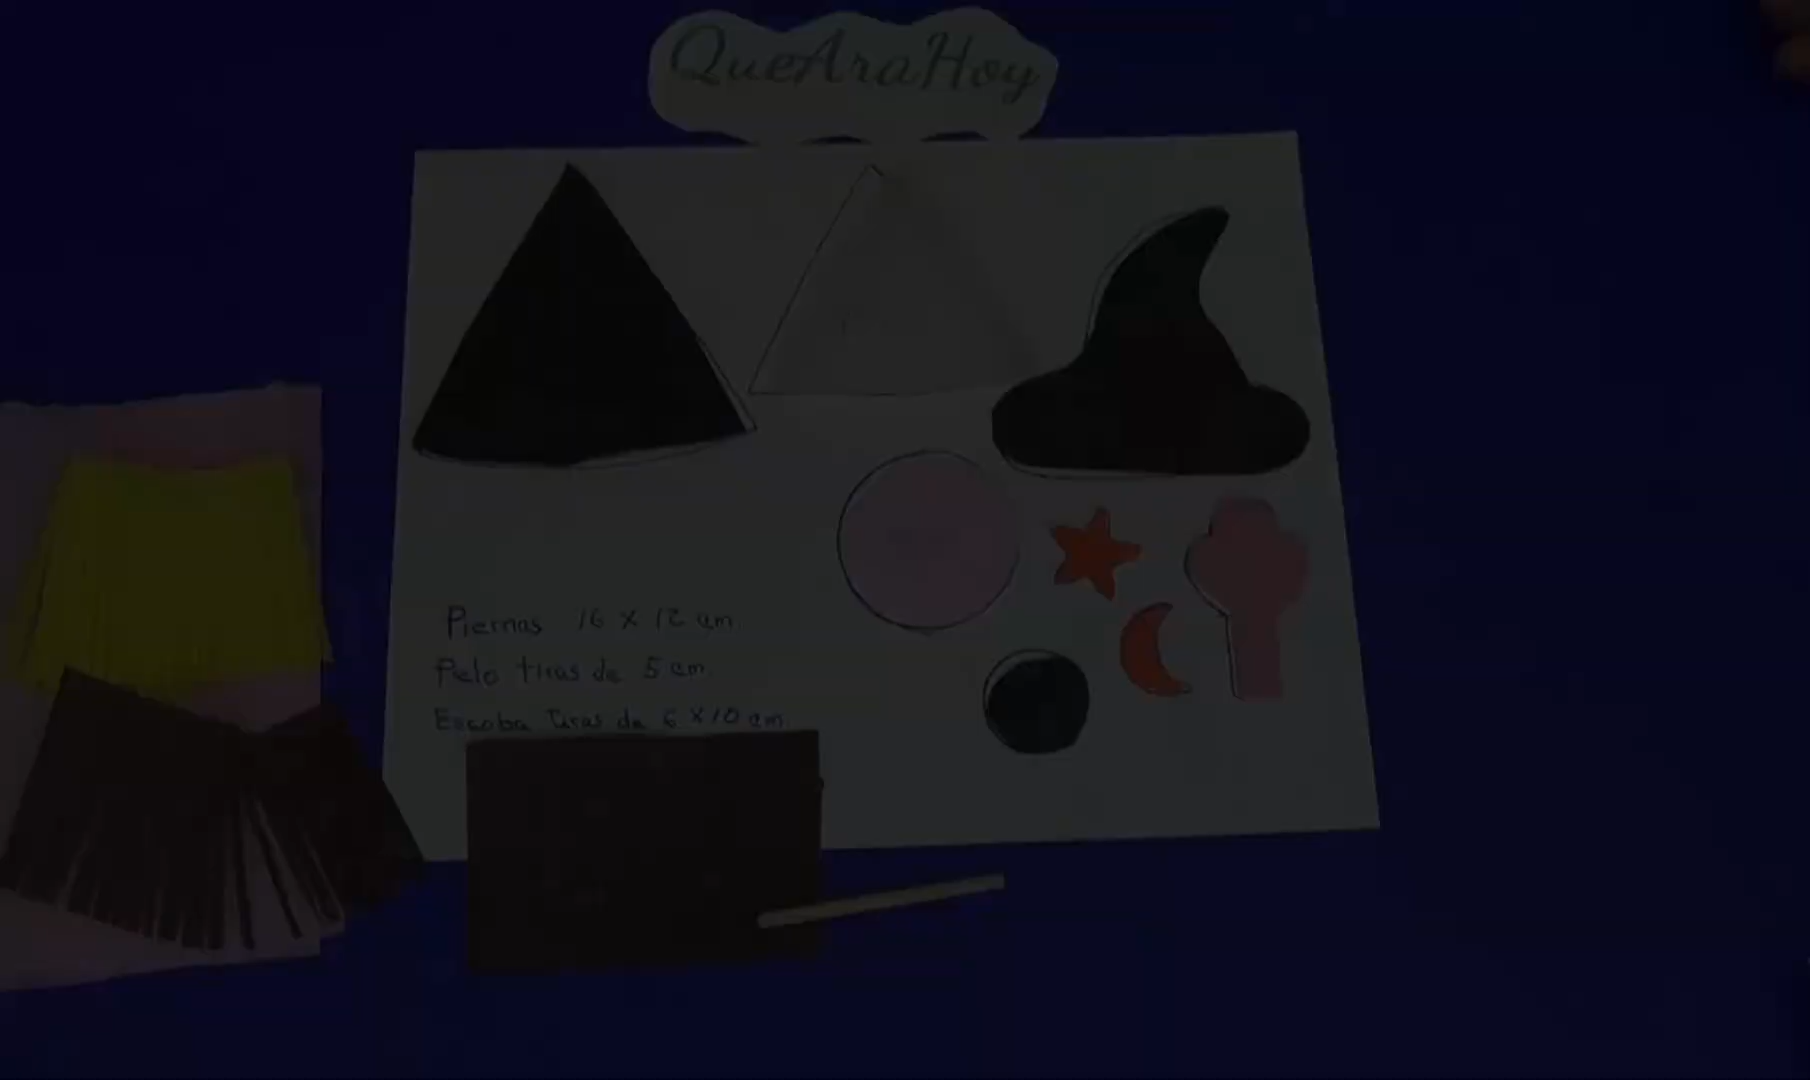 QueAraHoy
Piernas 16 x 12 cm
Pelo tiras de 5 cm.
Escoba Tiras de 6 x 10 cm.